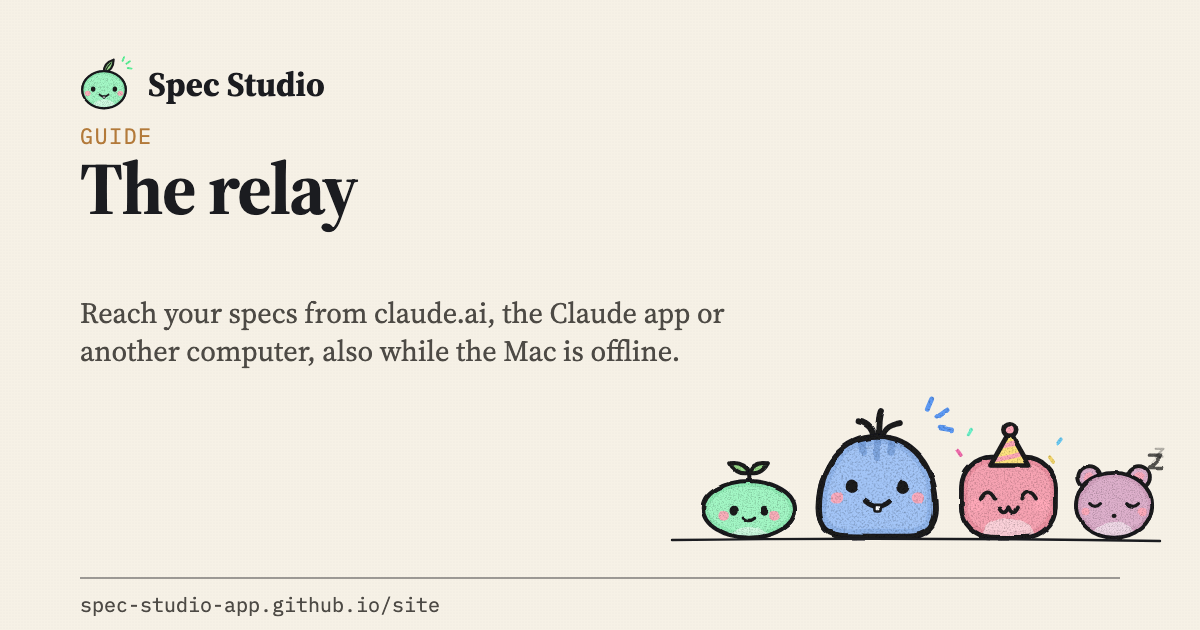 Spec Studio
GUIDE
The relay
Reach your specs from claude.ai, the Claude app or
another computer, also while the Mac is offline.
z
z
spec-studio-app.github.io/site